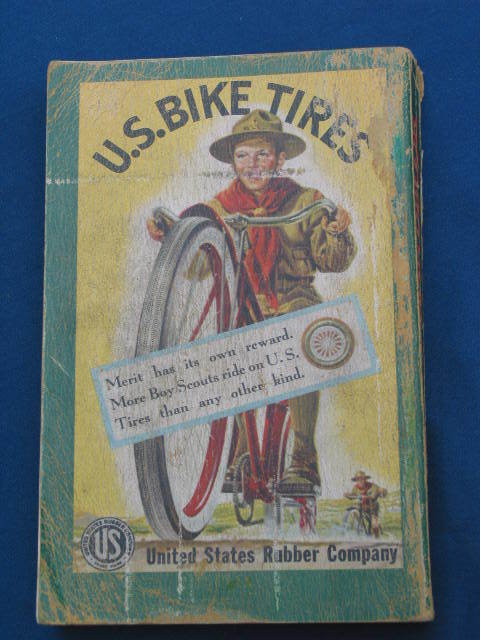 U.S. BIKE TIRES
Merit has its own reward.
More Boy Scouts ride on U. S.
Tires than any other kind.
US
United States Rubber Company